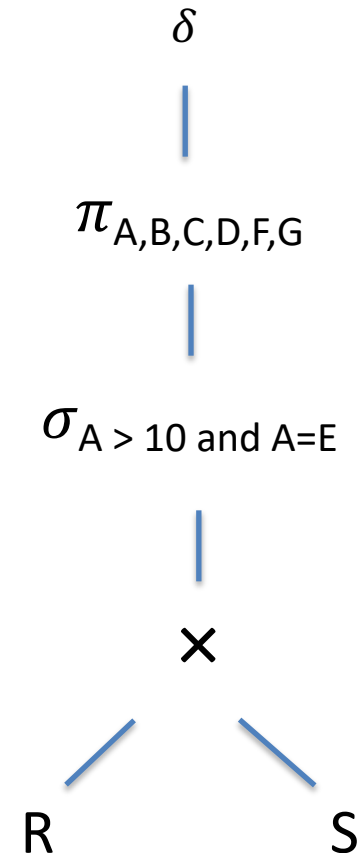 δ
π A,B,C,D,F,G
σ A > 10 and A=E
×
R S